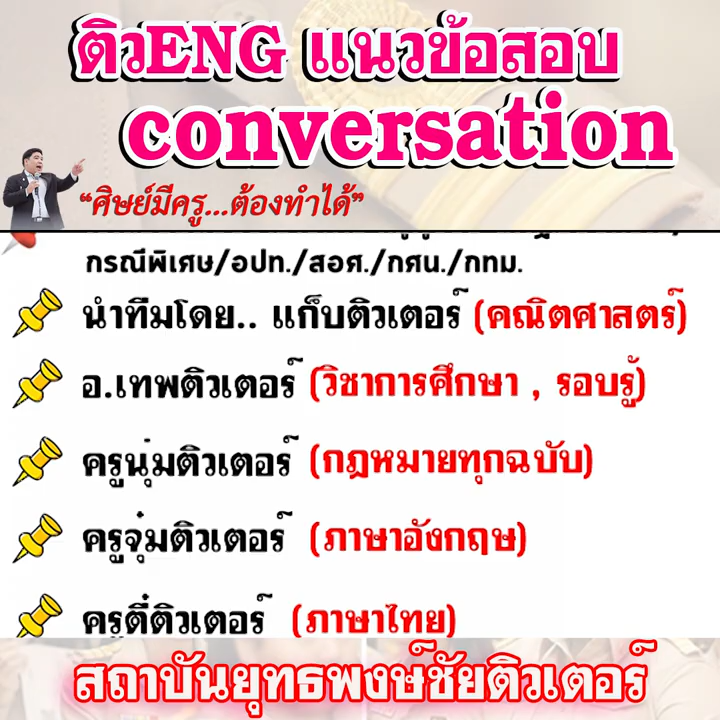 ติวENG แนวข้อสอบ
conversation
“ศิษย์มีครู...ต้องทำได้”
กรณีพิเศษ/อปท./สอศ./กศน./กทม.
นำทีมโดย.. แก๊บติวเตอร์ (คณิตศาสตร์)
อ.เทพติวเตอร์ (วิชาการศึกษา , รอบรู้)
ครูนุ่มติวเตอร์ (กฎหมายทุกฉบับ)
ครูจุ๋มติวเตอร์ (ภาษาอังกฤษ)
ครูตี๋ติวเตอร์ (ภาษาไทย)
สถาบันยุทธพงษ์ชัยติวเตอร์